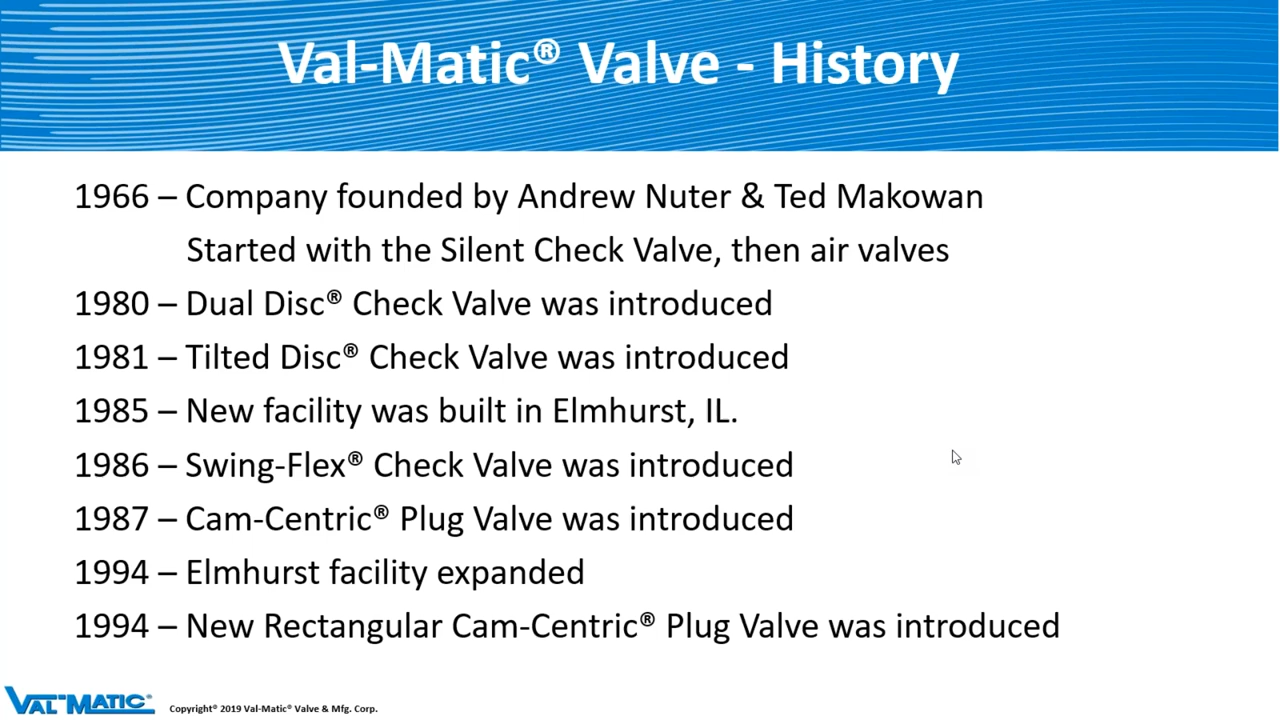 Val-Matic® Valve - History
1966 – Company founded by Andrew Nuter & Ted Makowan
Started with the Silent Check Valve, then air valves
1980 – Dual Disc® Check Valve was introduced
1981 – Tilted Disc® Check Valve was introduced
1985 – New facility was built in Elmhurst, IL.
1986 – Swing-Flex® Check Valve was introduced
1987 – Cam-Centric® Plug Valve was introduced
1994 – Elmhurst facility expanded
1994 – New Rectangular Cam-Centric® Plug Valve was introduced
VAL-MATIC®
Copyright® 2019 Val-Matic® Valve & Mfg. Corp.